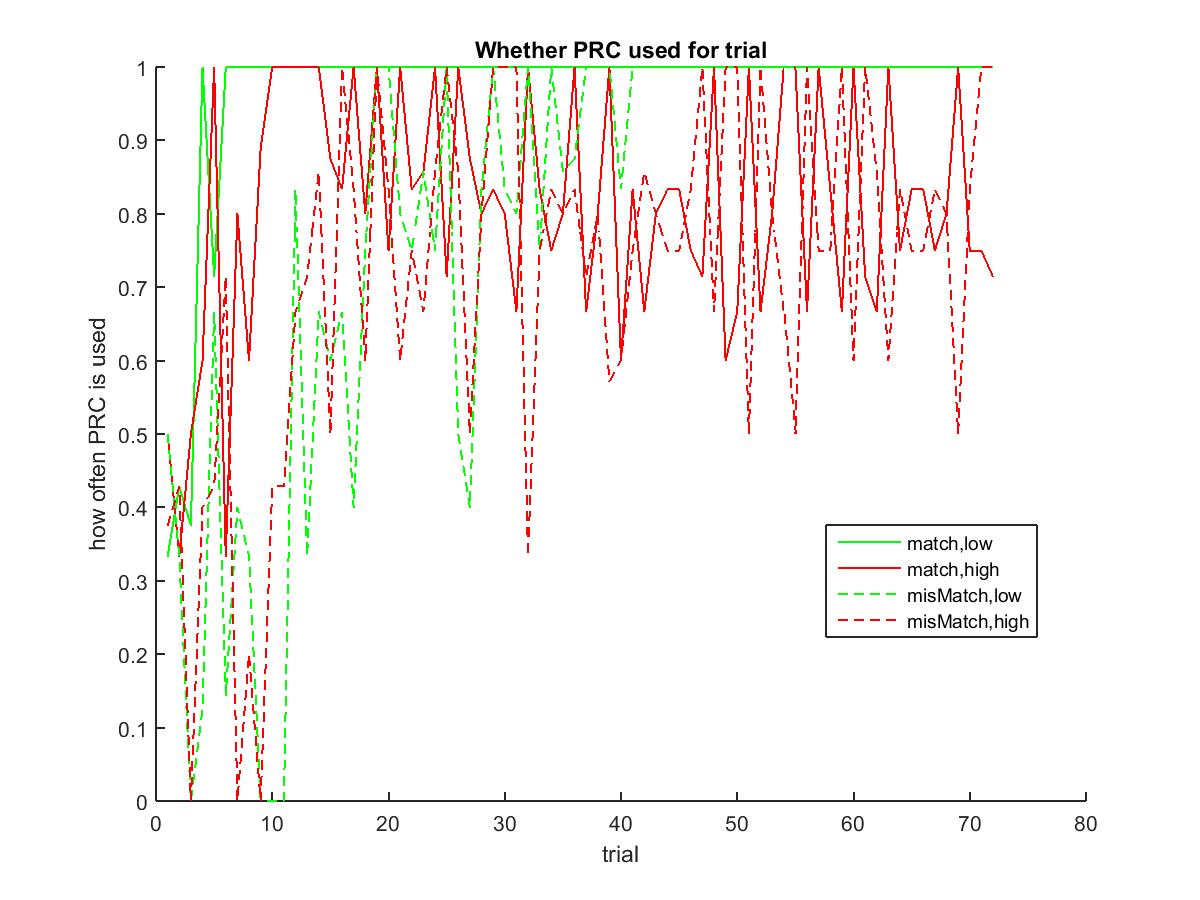 Whether PRC used for trial
how often PRC is used
1
0.9
0.8
0.7
0.6
0.5
0.4
0.3
0.2
0.1
0
match,low
match,high
misMatch,low
misMatch,high
0 10 20 30 40 50 60 70 80
trial